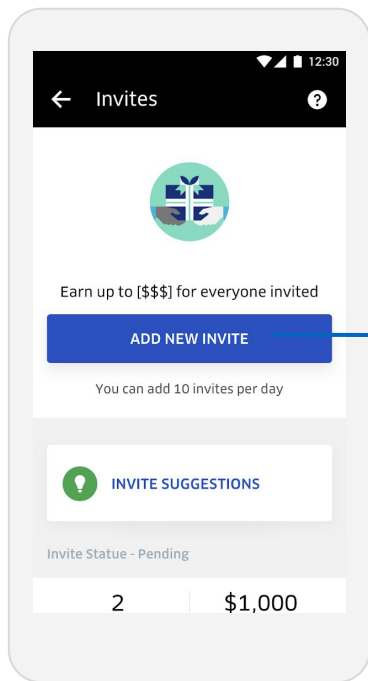 12:30
Invites
?
Earn up to [$$$] for everyone invited
ADD NEW INVITE
You can add 10 invites per day
INVITE SUGGESTIONS
Invite Statue - Pending
2 $1,000